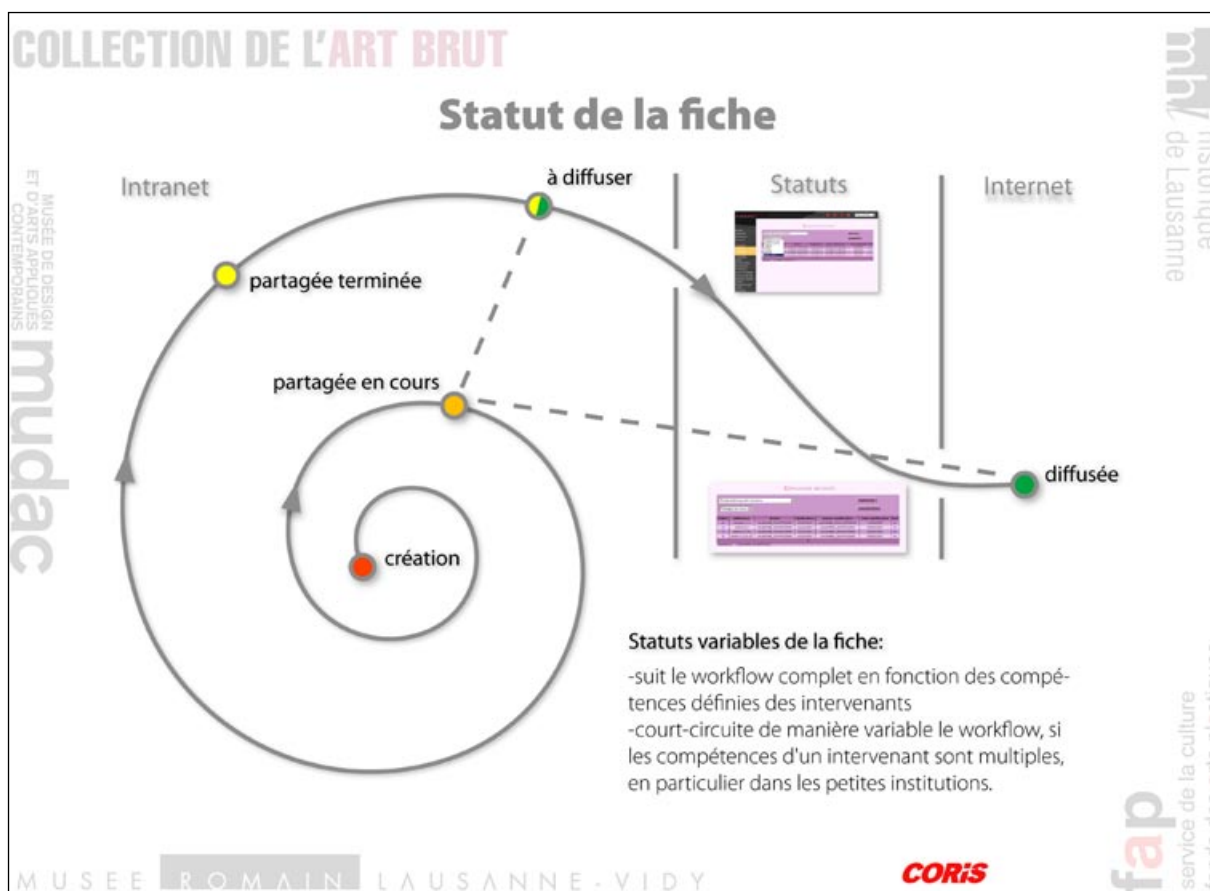 COLLECTION DE L'ART BRUT
Statut de la fiche
Intranet
à diffuser
Statuts
Internet
partagée terminée
partagée en cours
diffusée
création
Statuts variables de la fiche:
-suit le workflow complet en fonction des compé-
tences définies des intervenants
-court-circuite de manière variable le workflow, si
les compétences d'un intervenant sont multiples,
en particulier dans les petites institutions.
MUSÉE DE DESIGN
ET D'ARTS APPLIQUÉS
CONTEMPORAINS
mudac
mh
historique
de Lausanne
fap
service de la culture
MUSEE ROMAIN LAUSANNE-VIDY
CORiS